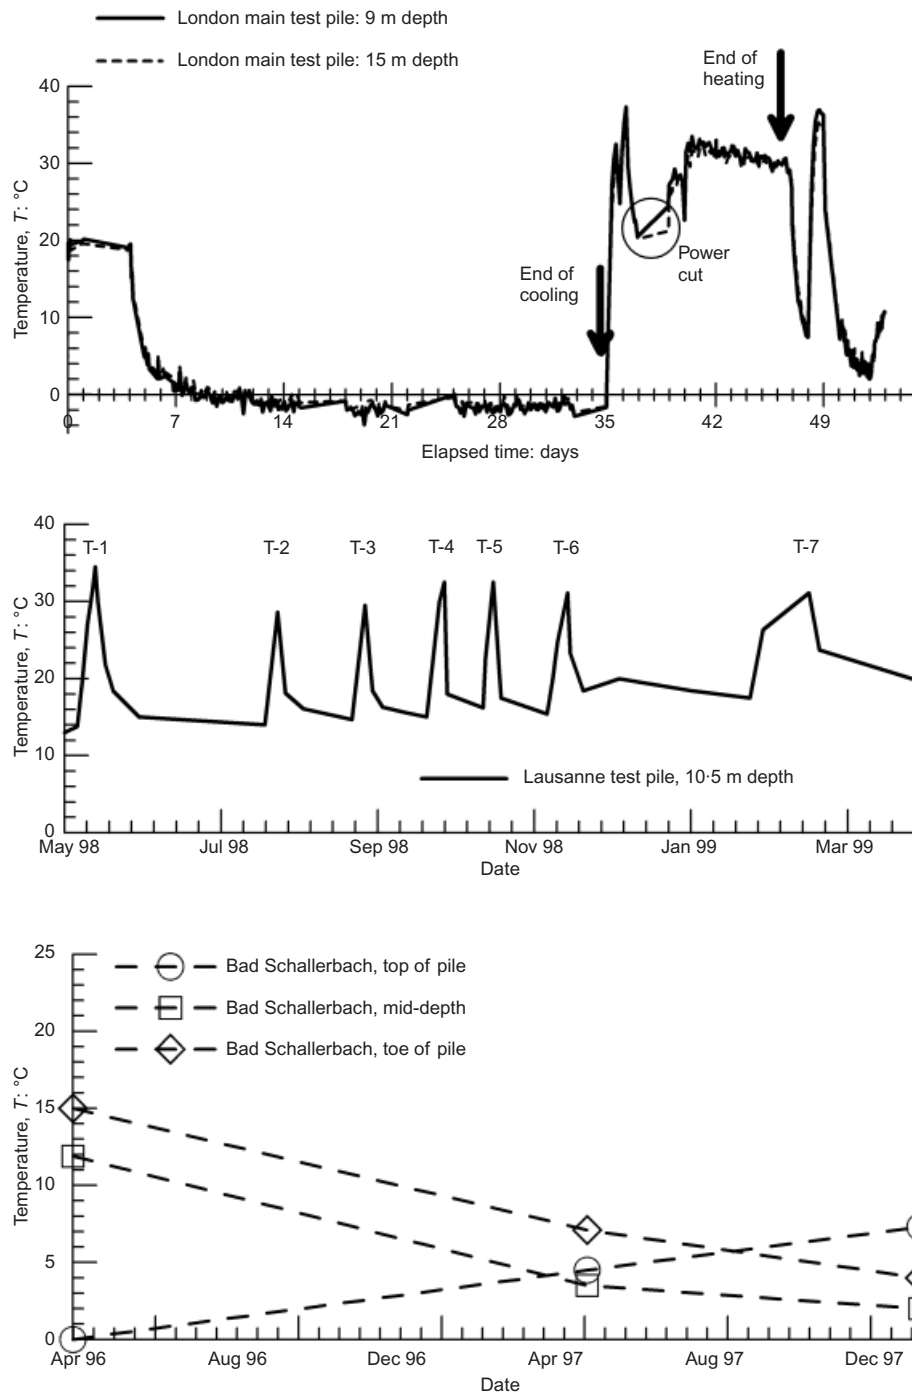 London main test pile: 9 m depth
London main test pile: 15 m depth
End of
heating
40
30
20
10
0
Temperature, T: °C
Power
cut
End of
cooling
0 7 14 21 28 35 42 49
Elapsed time: days
40
30
20
10
0
Temperature, T: °C
T-1 T-2 T-3 T-4 T-5 T-6 T-7
Lausanne test pile, 10·5 m depth
May 98 Jul 98 Sep 98 Nov 98 Jan 99 Mar 99
Date
25
20
15
10
5
0
Temperature, T: °C
Bad Schallerbach, top of pile
Bad Schallerbach, mid-depth
Bad Schallerbach, toe of pile
Apr 96 Aug 96 Dec 96 Apr 97 Aug 97 Dec 97
Date